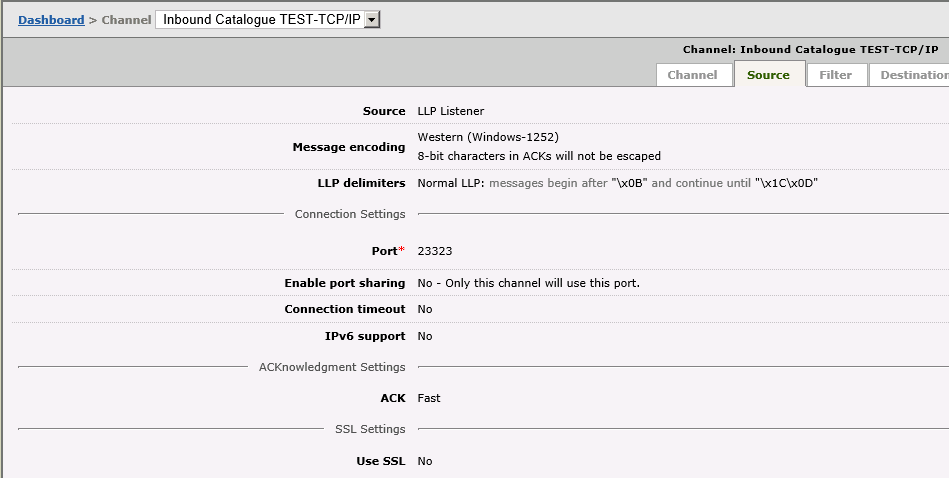 Dashboard > Channel Inbound Catalogue TEST-TCP/IP
Channel: Inbound Catalogue TEST-TCP/IP
Channel Source Filter Destination
Source LLP Listener
Message encoding Western (Windows-1252)
8-bit characters in ACKs will not be escaped
LLP delimiters Normal LLP: messages begin after "\x0B" and continue until "\x1C\x0D"
Connection Settings
Port* 23323
Enable port sharing No - Only this channel will use this port.
Connection timeout No
IPv6 support No
ACKnowledgment Settings
ACK Fast
SSL Settings
Use SSL No